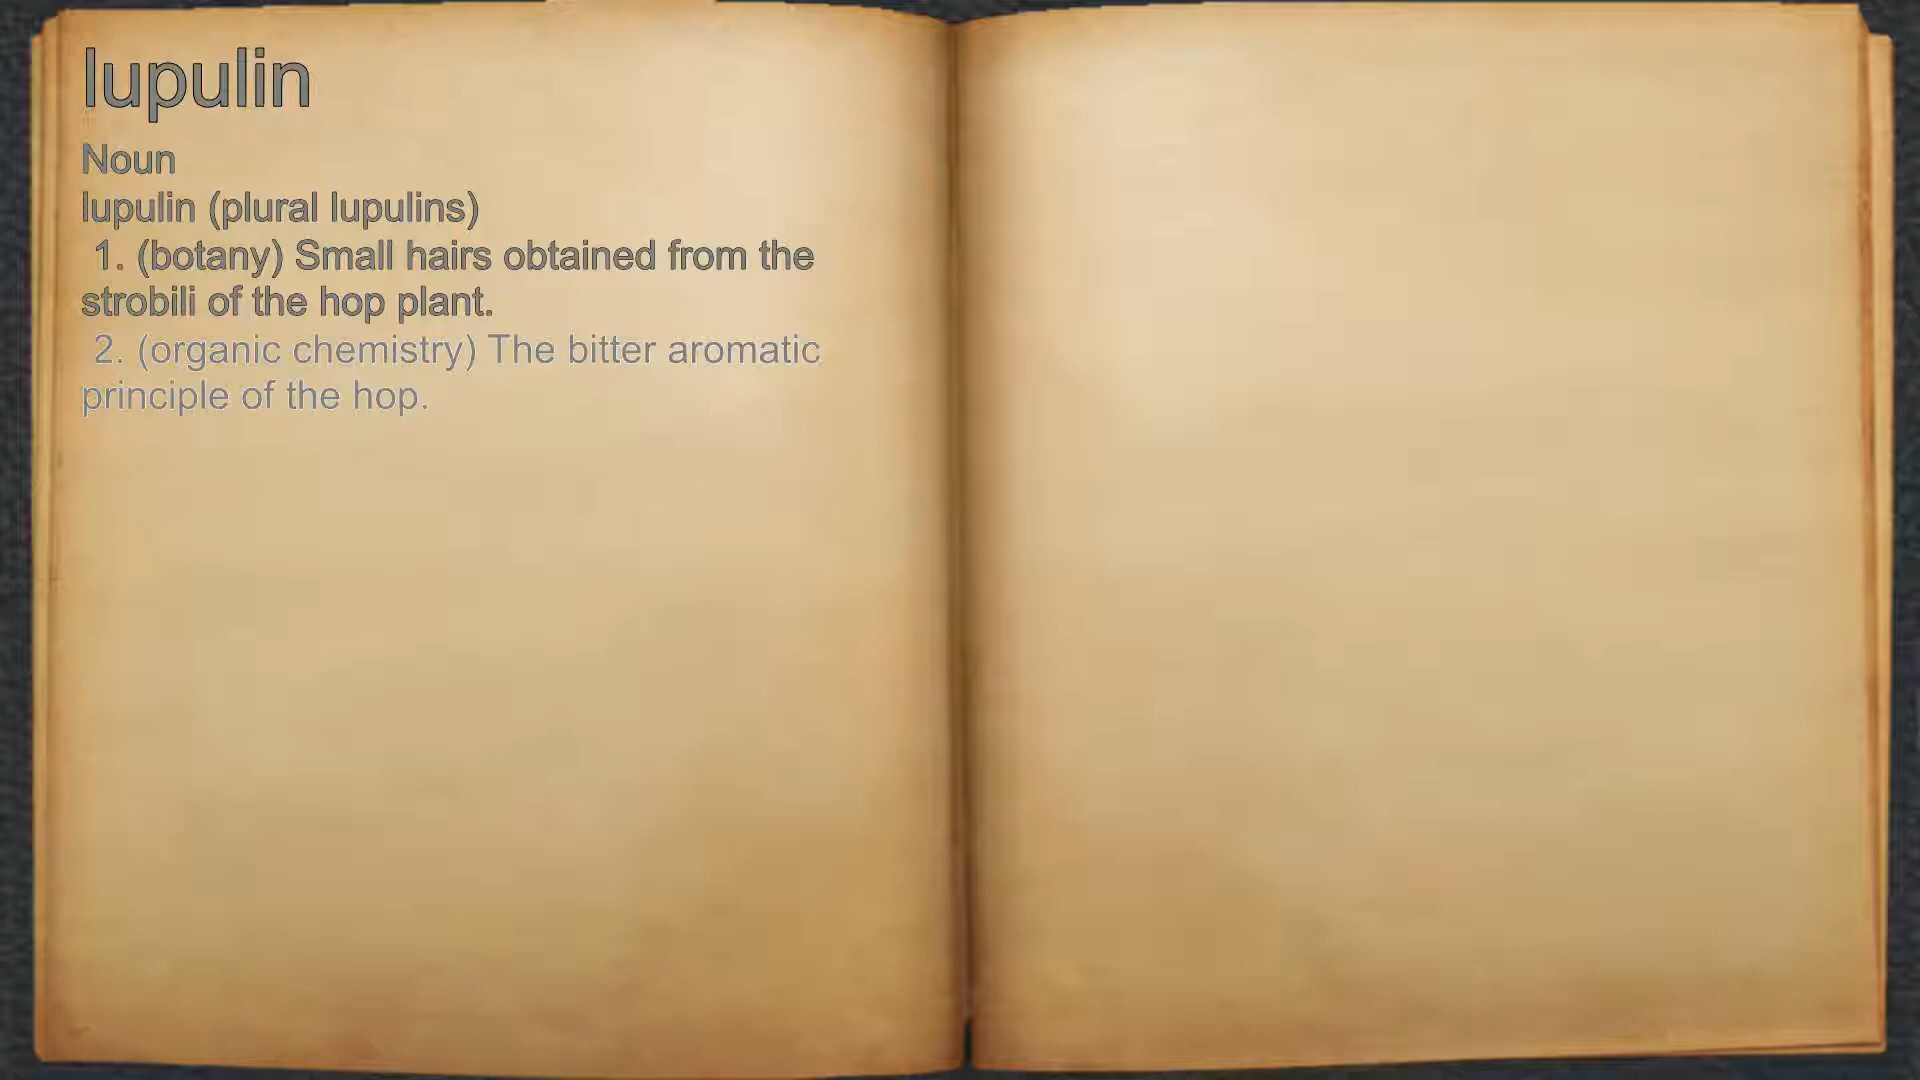 lupulin
Noun
lupulin (plural lupulins)
1. (botany) Small hairs obtained from the
strobili of the hop plant.
2. (organic chemistry) The bitter aromatic
principle of the hop.